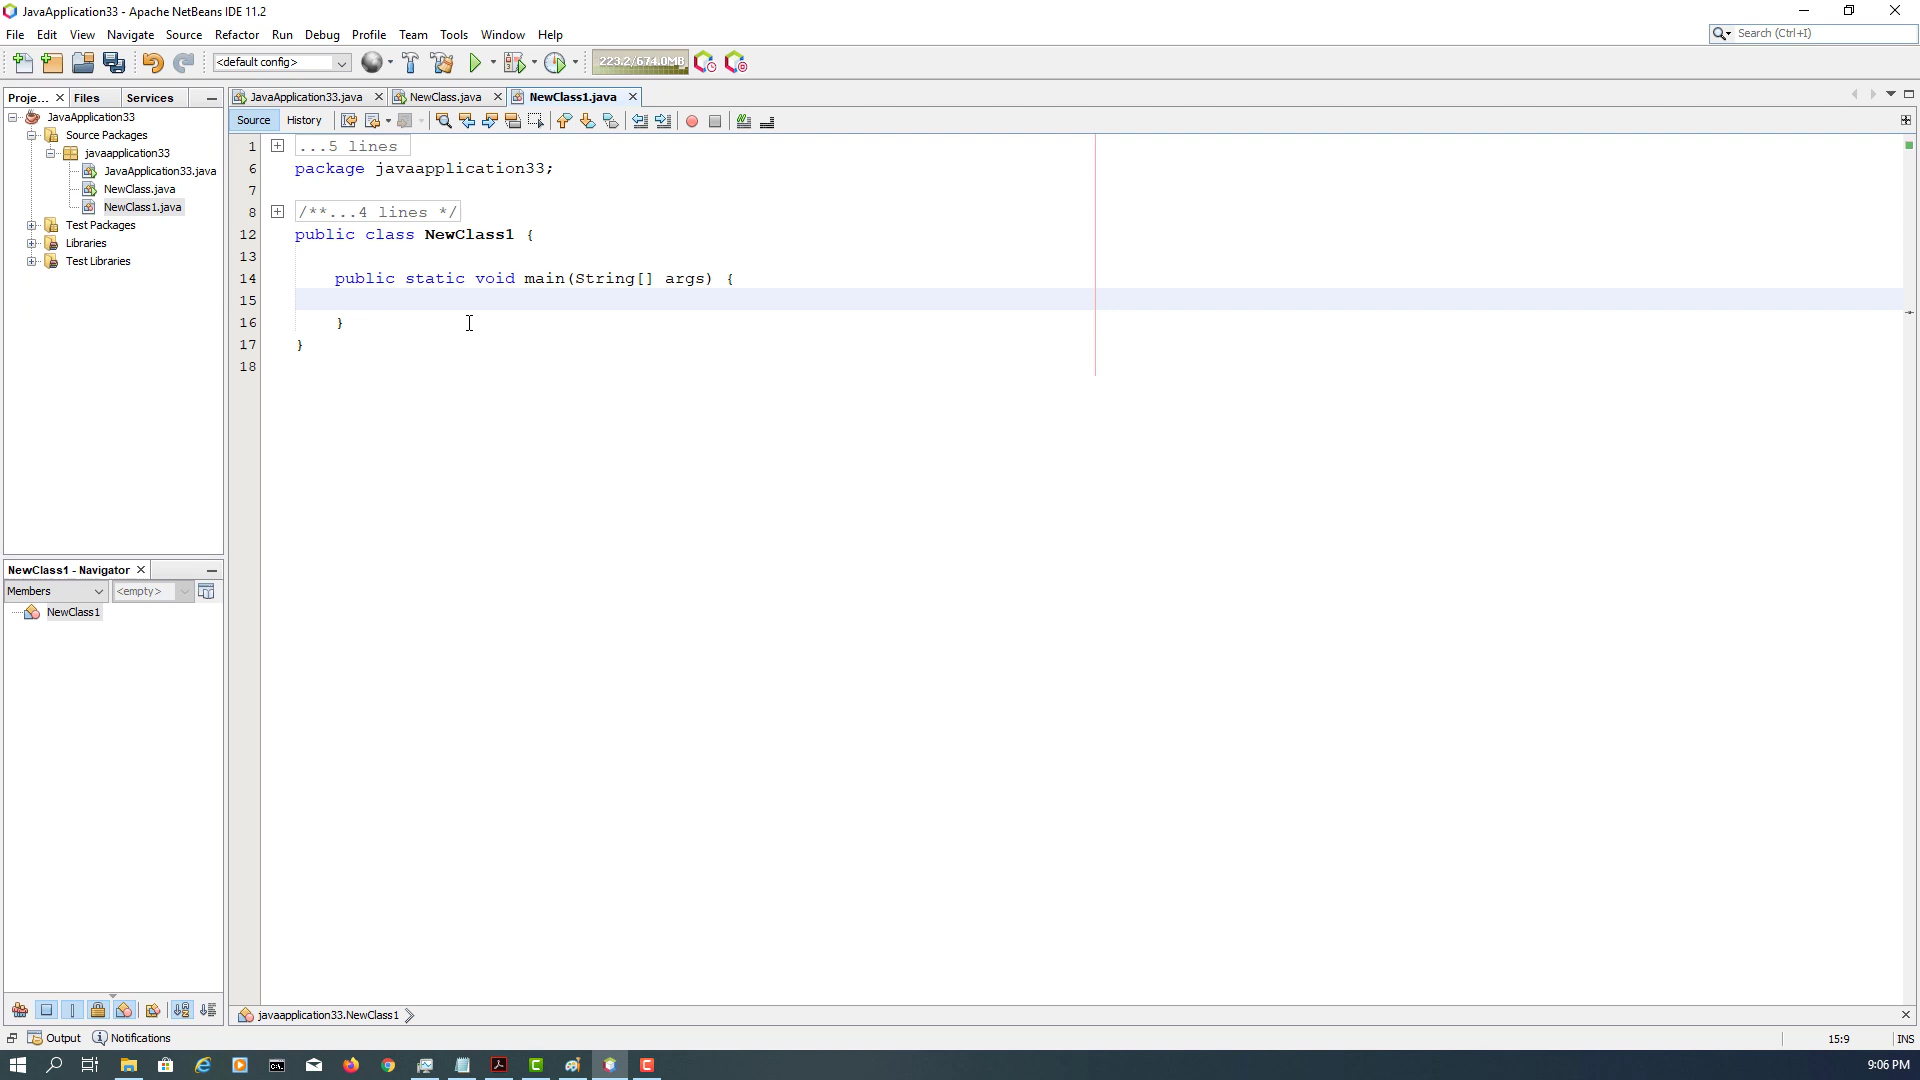 JavaApplication33 - Apache NetBeans IDE 11.2
File Edit View Navigate Source Refactor Run Debug Profile Team Tools Window Help
Search (Ctrl+I)
<default config>
223.2/674.0MB
Proje... Files Services
JavaApplication33
Source Packages
javaapplication33
JavaApplication33.java
NewClass.java
NewClass1.java
Test Packages
Libraries
Test Libraries
JavaApplication33.java NewClass.java NewClass1.java
Source History
1 ...5 lines
6 package javaapplication33;
7
8 /**...4 lines */
12 public class NewClass1 {
13
14 public static void main(String[] args) {
15
16 }
17 }
18
NewClass1 - Navigator
Members <empty>
NewClass1
javaapplication33.NewClass1
Output Notifications
15:9 INS
9:06 PM